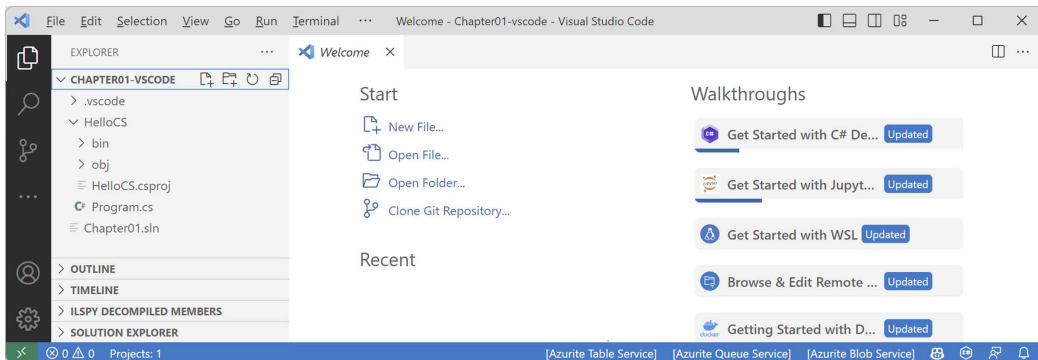 File Edit Selection View Go Run Terminal ··· Welcome - Chapter01-vscode - Visual Studio Code
EXPLORER ···
CHAPTER01-VSCODE
.vscode
HelloCS
bin
obj
HelloCS.csproj
C# Program.cs
Chapter01.sln
OUTLINE
TIMELINE
ILSPY DECOMPILED MEMBERS
SOLUTION EXPLORER
Welcome
Start
New File...
Open File...
Open Folder...
Clone Git Repository...
Recent
Walkthroughs
C# Get Started with C# De... Updated
jupyter Get Started with Jupyt... Updated
Get Started with WSL Updated
Browse & Edit Remote ... Updated
docker Getting Started with D... Updated
0 0 Projects: 1 [Azurite Table Service] [Azurite Queue Service] [Azurite Blob Service]